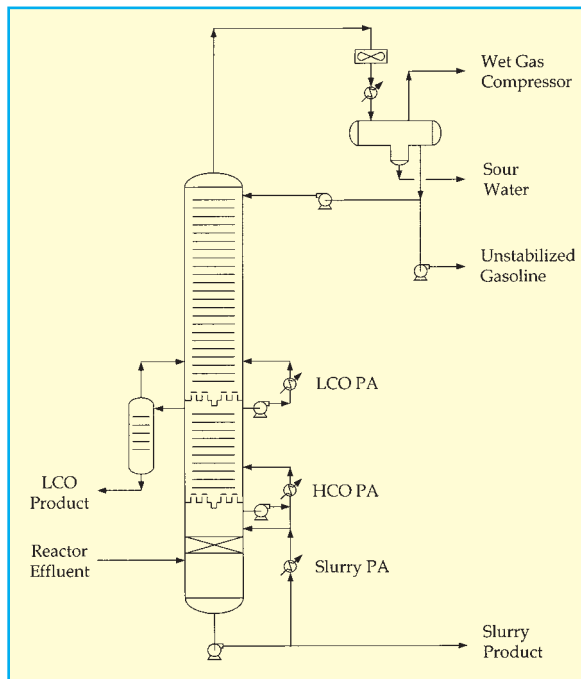 Wet Gas
Compressor
Sour
Water
Unstabilized
Gasoline
LCO PA
LCO
Product
HCO PA
Reactor
Effluent
Slurry PA
Slurry
Product